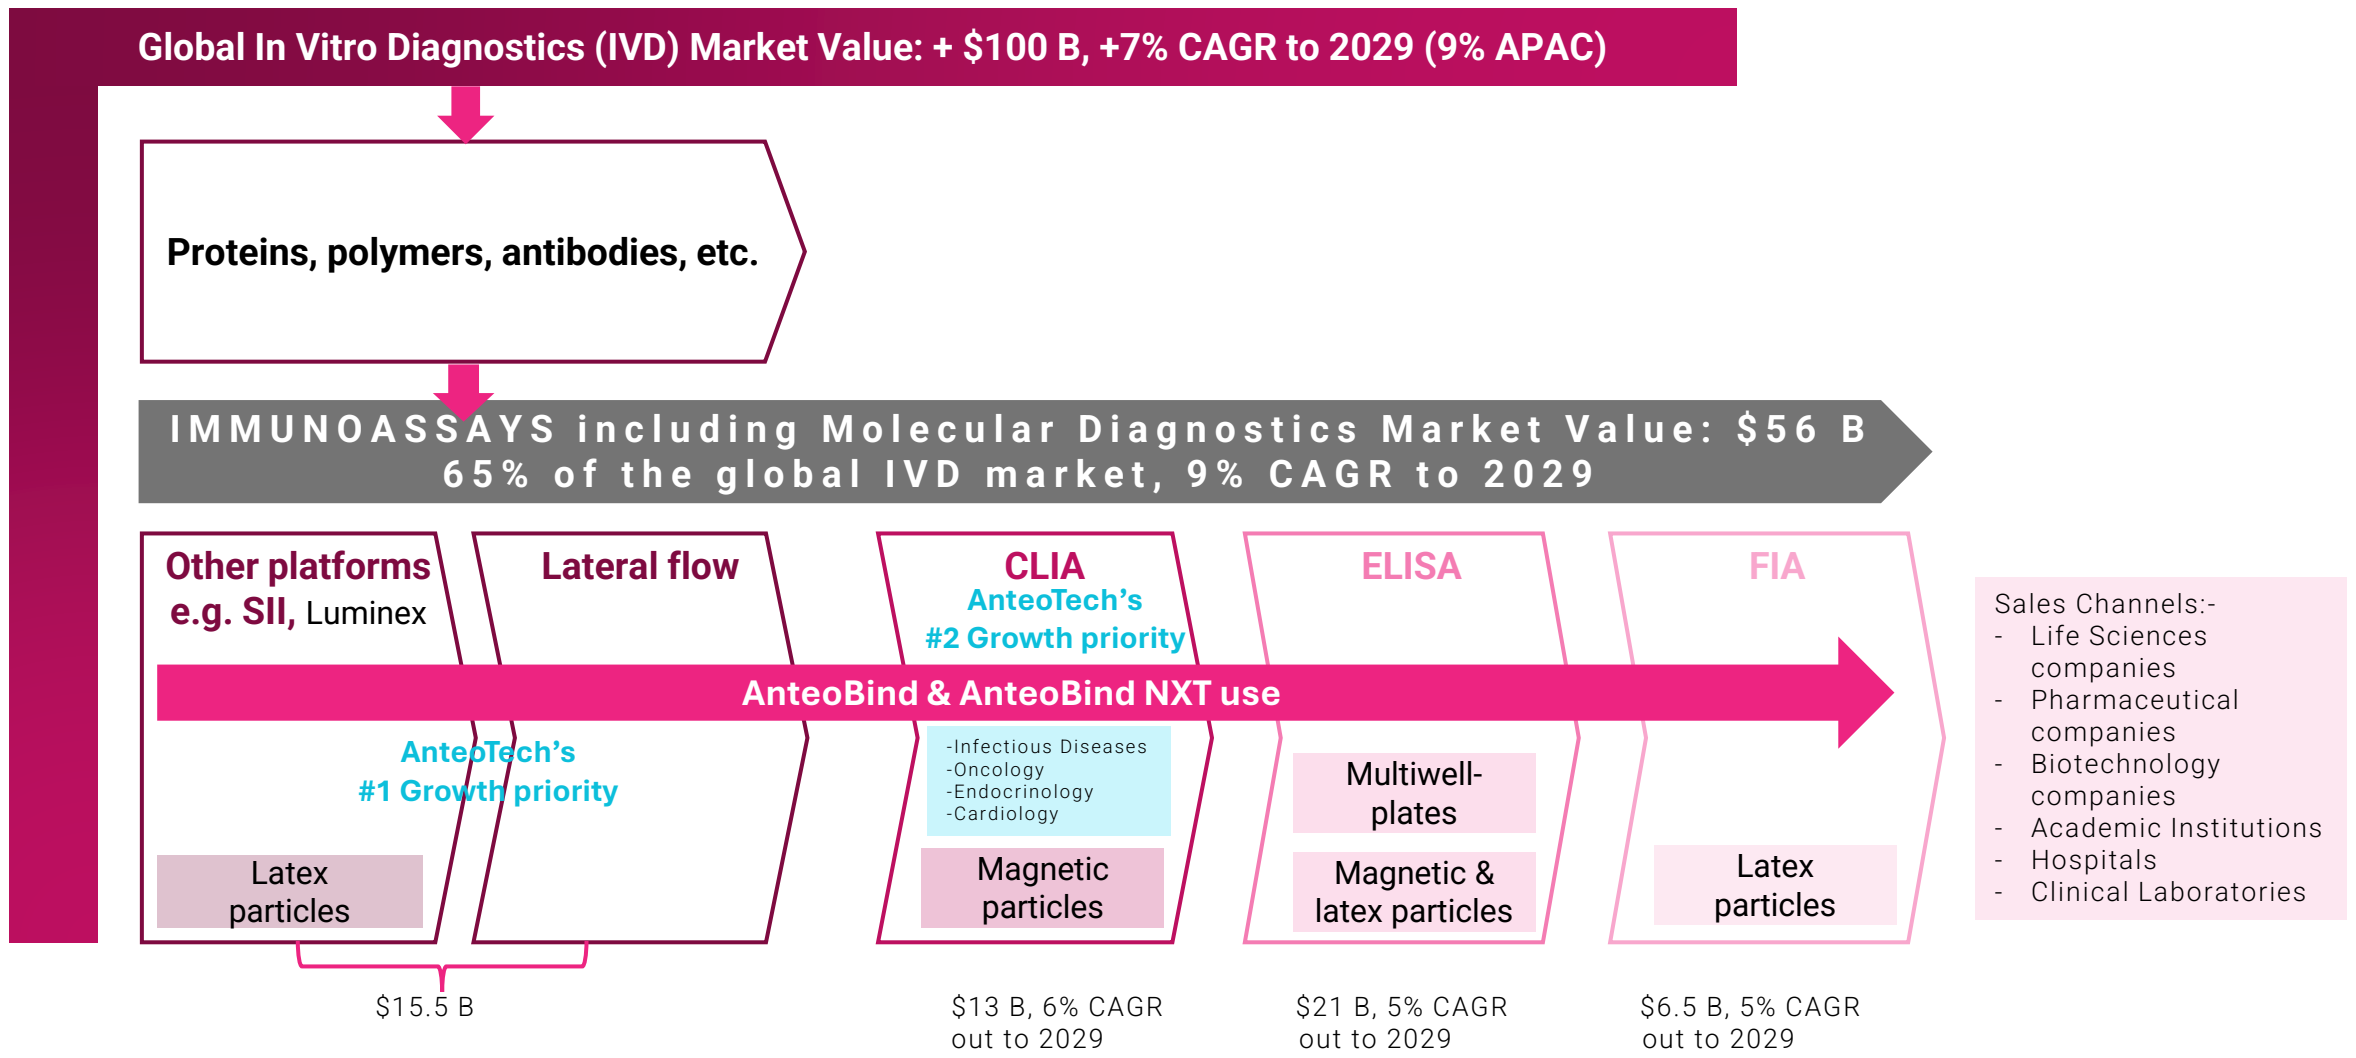 Global In Vitro Diagnostics (IVD) Market Value: + $100 B, +7% CAGR to 2029 (9% APAC)
Proteins, polymers, antibodies, etc.
IMMUNOASSAYS including Molecular Diagnostics Market Value: $56 B
65% of the global IVD market, 9% CAGR to 2029
Other platforms
e.g. SII, Luminex
Lateral flow
CLIA
AnteoTech's
#2 Growth priority
ELISA
FIA
AnteoBind & AnteoBind NXT use
AnteoTech's
#1 Growth priority
Latex
particles
-Infectious Diseases
-Oncology
-Endocrinology
-Cardiology
Magnetic
particles
Multiwell-
plates
Magnetic &
latex particles
Latex
particles
Sales Channels:-
- Life Sciences
companies
- Pharmaceutical
companies
- Biotechnology
companies
- Academic Institutions
- Hospitals
- Clinical Laboratories
$15.5 B
$13 B, 6% CAGR
out to 2029
$21 B, 5% CAGR
out to 2029
$6.5 B, 5% CAGR
out to 2029